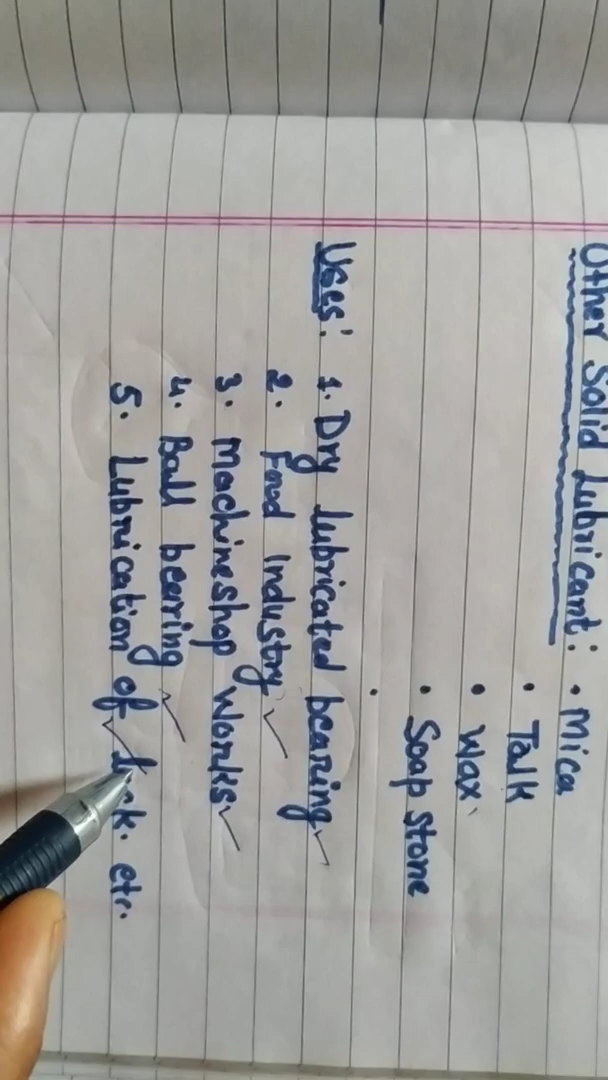 Other Solid Lubricant: • Mica
• Talk
• Wax
• Soap Stone
•
Uses: 1. Dry lubricated bearing
2. Food Industry
3. Machineshop Works
4. Ball bearing
5. Lubrication of etc.